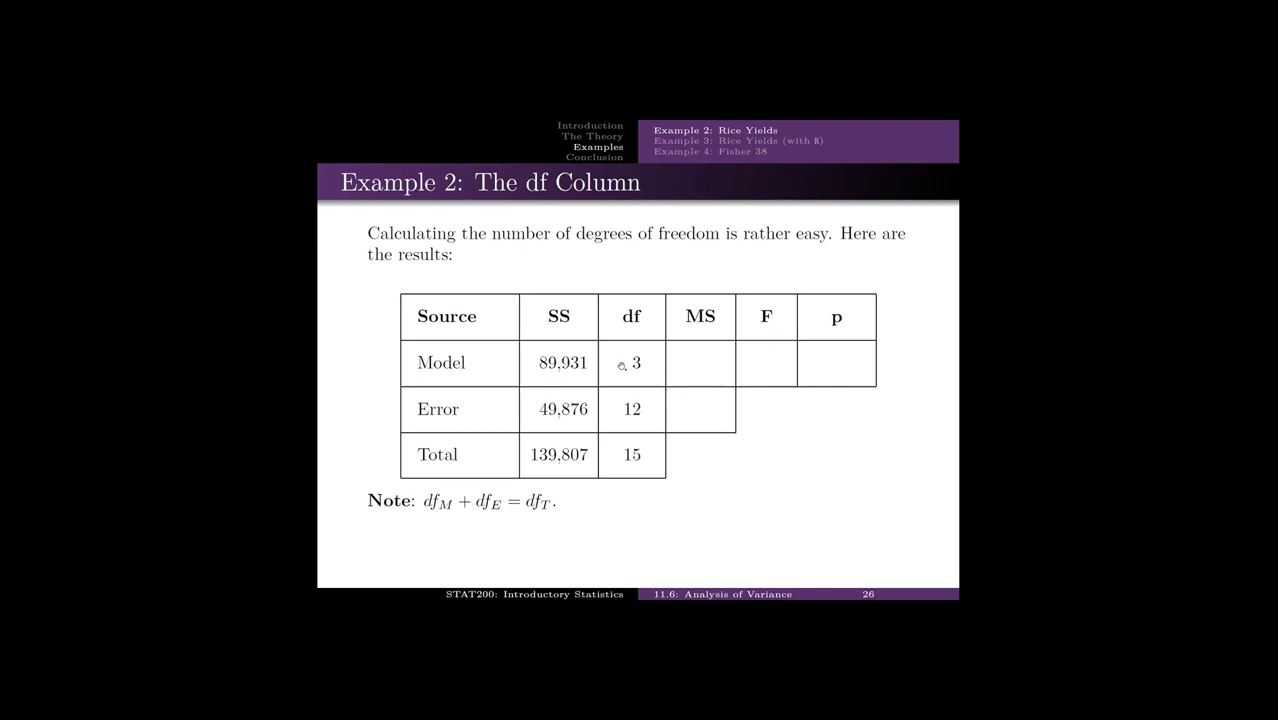 Introduction
The Theory
Examples
Conclusion
Example 2: Rice Yields
Example 3: Rice Yields (with R)
Example 4: Fisher 38
Example 2: The df Column
Calculating the number of degrees of freedom is rather easy. Here are
the results:
Source SS df MS F p
Model 89,931 3
Error 49,876 12
Total 139,807 15
Note: df_M + df_E = df_T.
STAT200: Introductory Statistics 11.6: Analysis of Variance 26